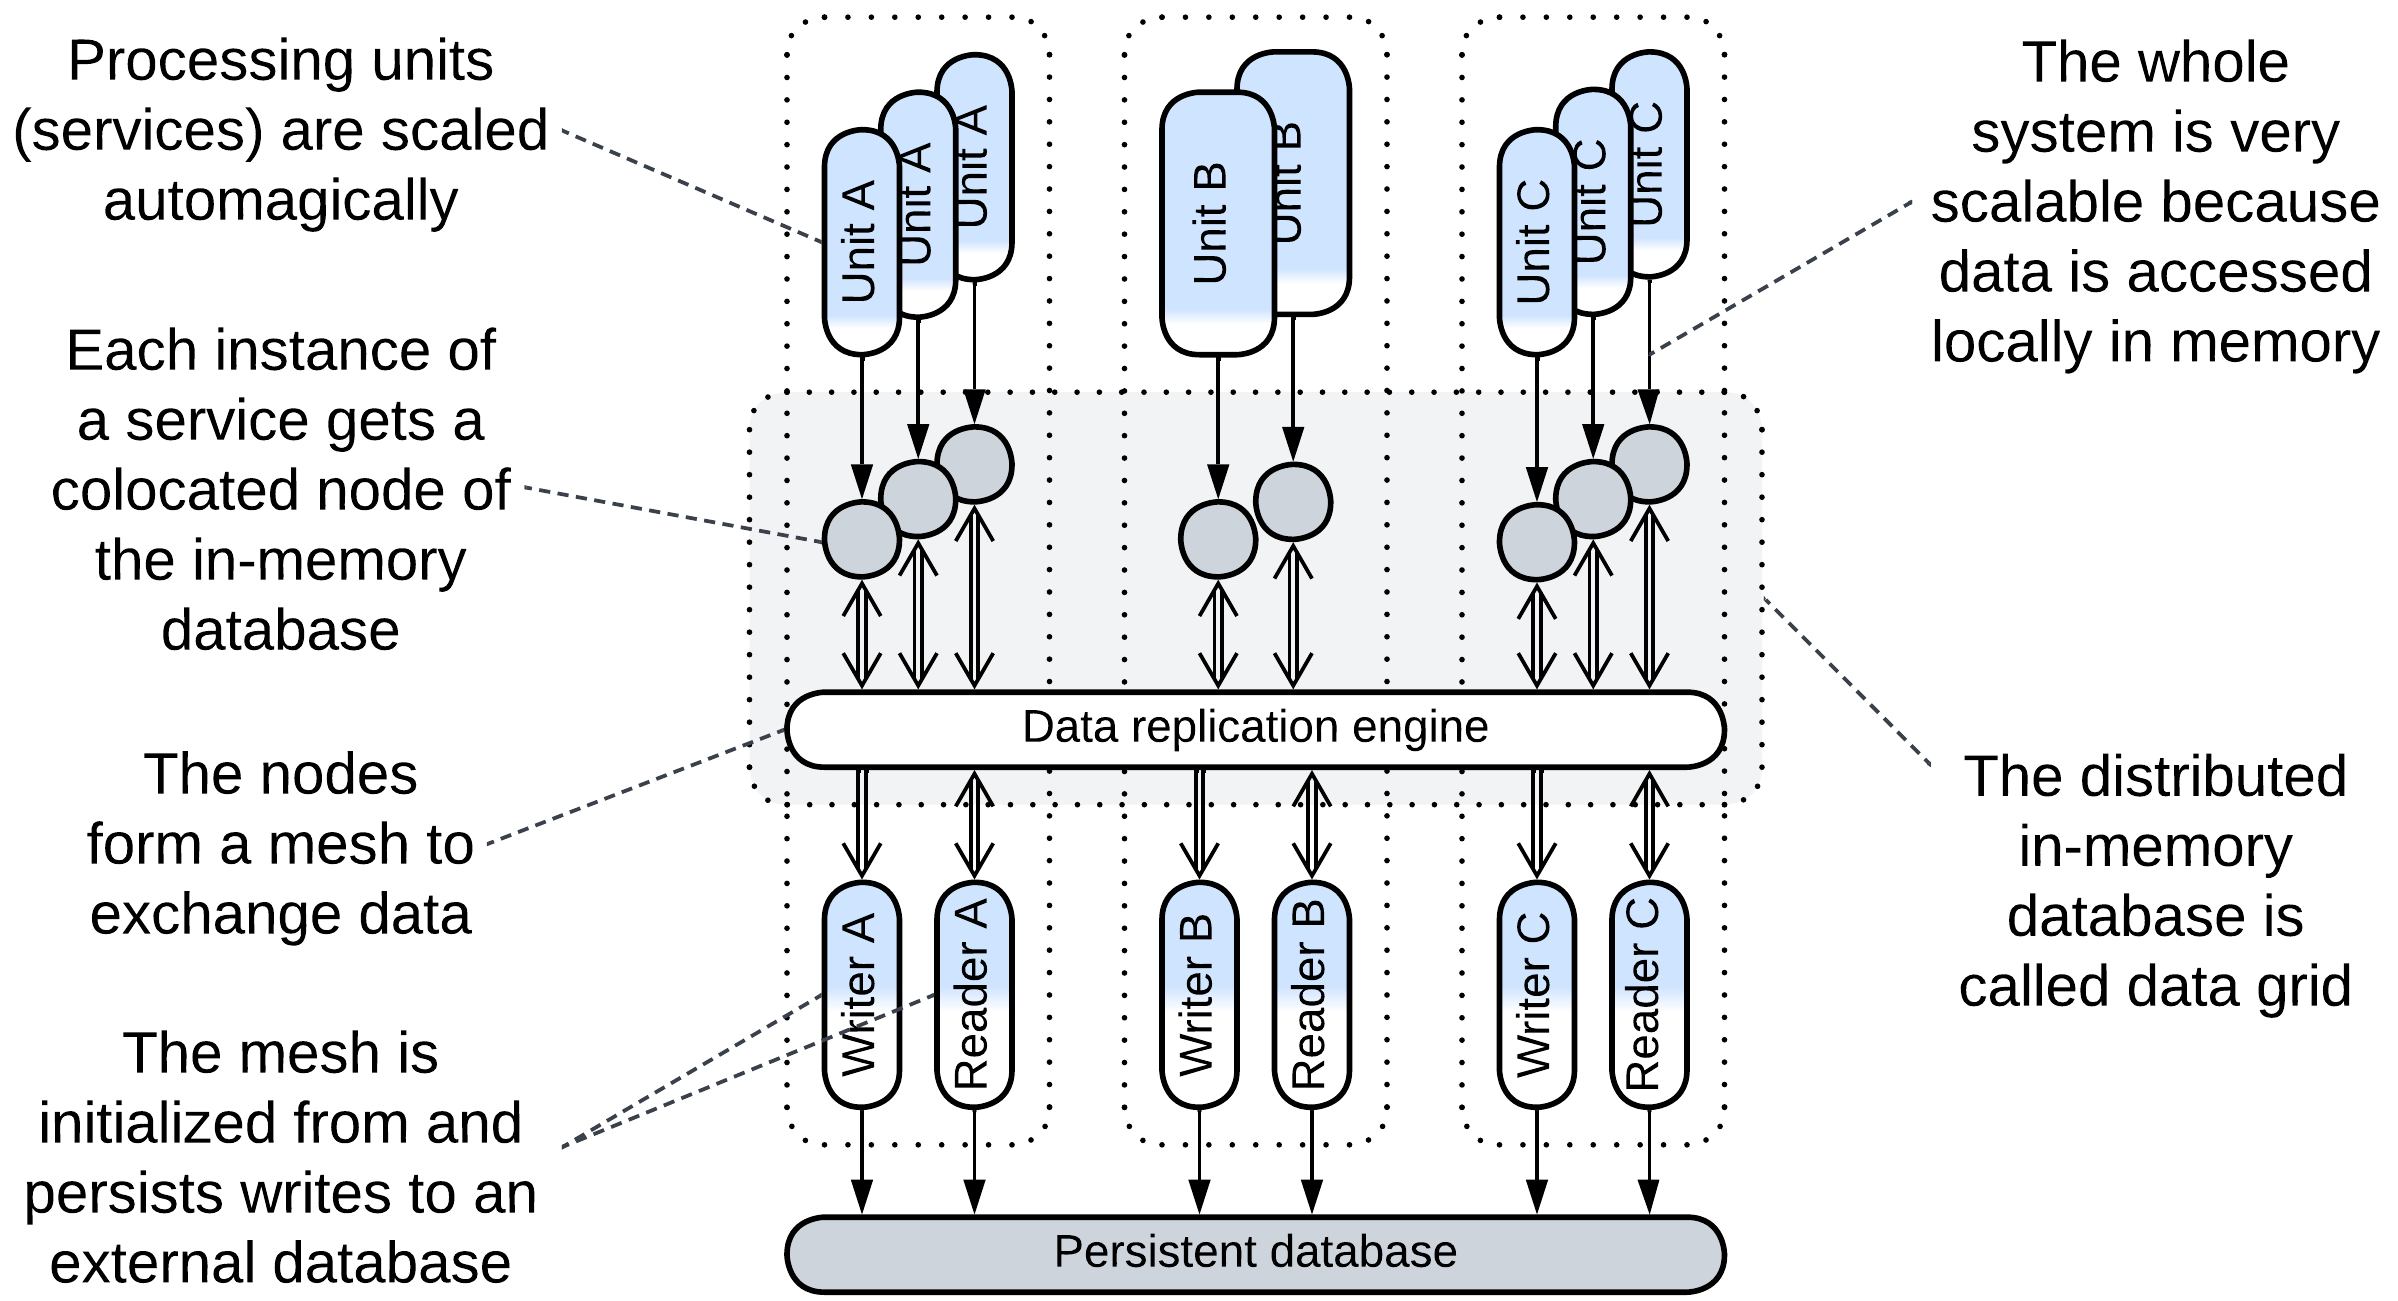 Processing units
(services) are scaled
automagically
Each instance of
a service gets a
colocated node of
the in-memory
database
The nodes
form a mesh to
exchange data
The mesh is
initialized from and
persists writes to an
external database
Unit A
Unit A
Unit A
Unit B
Unit B
Unit C
Unit C
Unit C
Data replication engine
Writer A
Reader A
Writer B
Reader B
Writer C
Reader C
Persistent database
The whole
system is very
scalable because
data is accessed
locally in memory
The distributed
in-memory
database is
called data grid